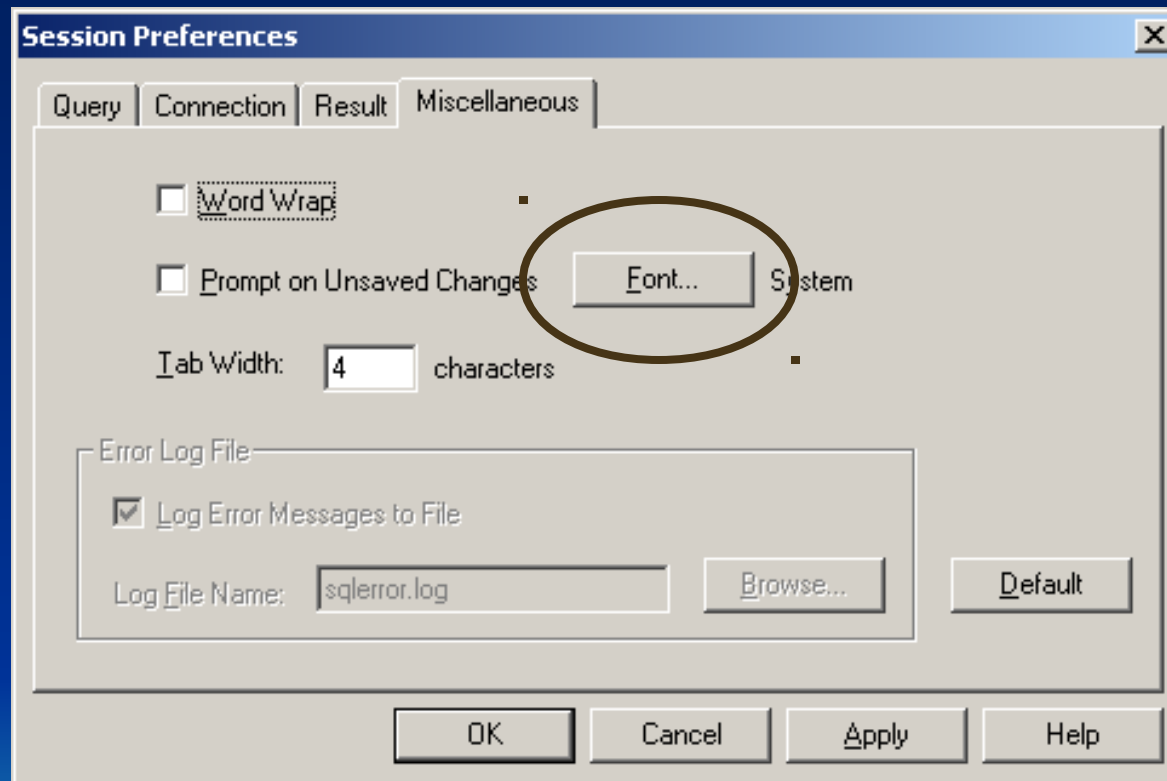 Session Preferences
Query Connection Result Miscellaneous
Word Wrap
Prompt on Unsaved Changes Font... System
Tab Width: 4 characters
Error Log File
Log Error Messages to File
Log File Name: sqlerror.log Browse... Default
OK Cancel Apply Help